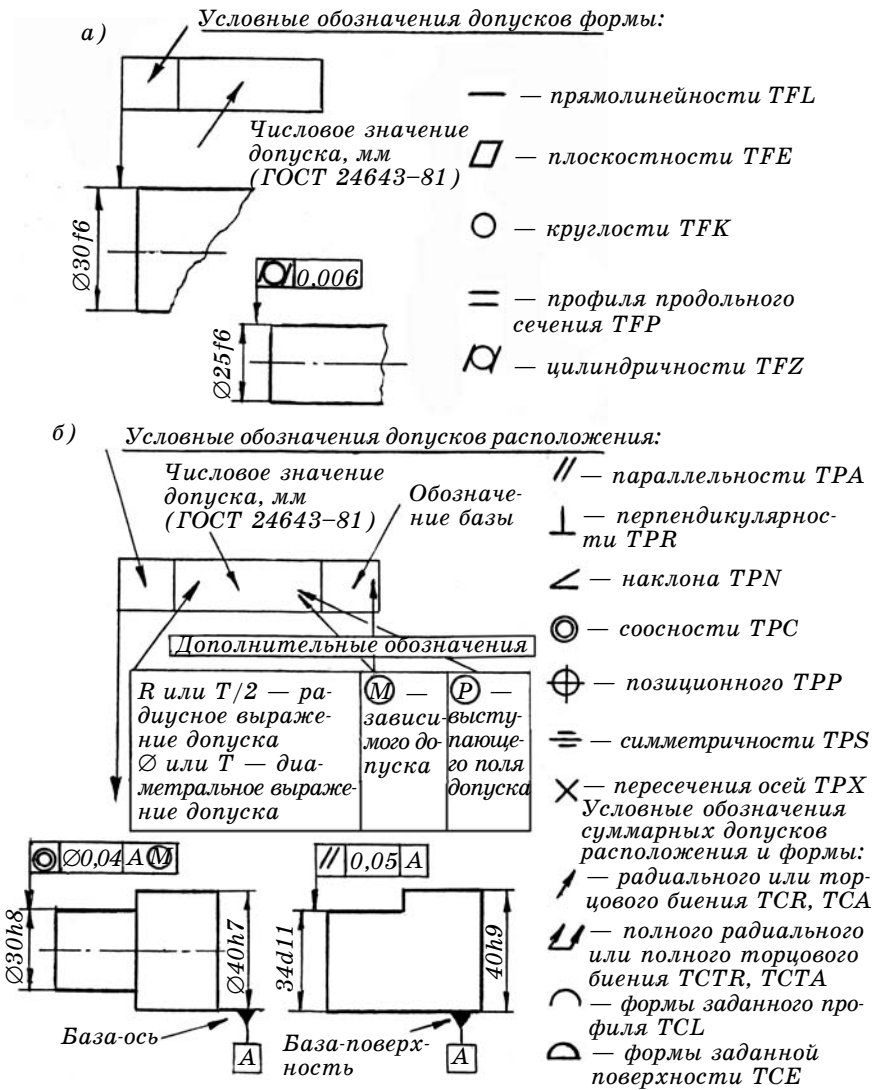 а)
Условные обозначения допусков формы:
Числовое значение
допуска, мм
(ГОСТ 24643–81)
∅30f6
0,006
∅25f6
— прямолинейности TFL
— плоскостности TFE
— круглости TFK
— профиля продольного
сечения TFP
— цилиндричности TFZ
б)
Условные обозначения допусков расположения:
Числовое значение
допуска, мм
(ГОСТ 24643–81)
Обозначе-
ние базы
Дополнительные обозначения
R или T/2 — ра-
диусное выраже-
ние допуска
∅ или T — диа-
метральное выраже-
ние допуска
M —
зависи-
мого до-
пуска
P —
высту-
пающе-
го поля
допуска
// — параллельности TPA
⊥ — перпендикулярнос-
ти TPR
∠ — наклона TPN
◎ — соосности TPC
⌖ — позиционного TPP
— симметричности TPS
× — пересечения осей TPX
Условные обозначения
суммарных допусков
расположения и формы:
— радиального или тор-
цового биения TCR, TCA
— полного радиального
или полного торцового
биения TCTR, TCTA
— формы заданного про-
филя TCL
— формы заданной
поверхности TCE
◎ ∅0,04 A M
∅30h8
∅40h7
База-ось
A
// 0,05 A
34d11
40h9
База-поверх-
ность
A